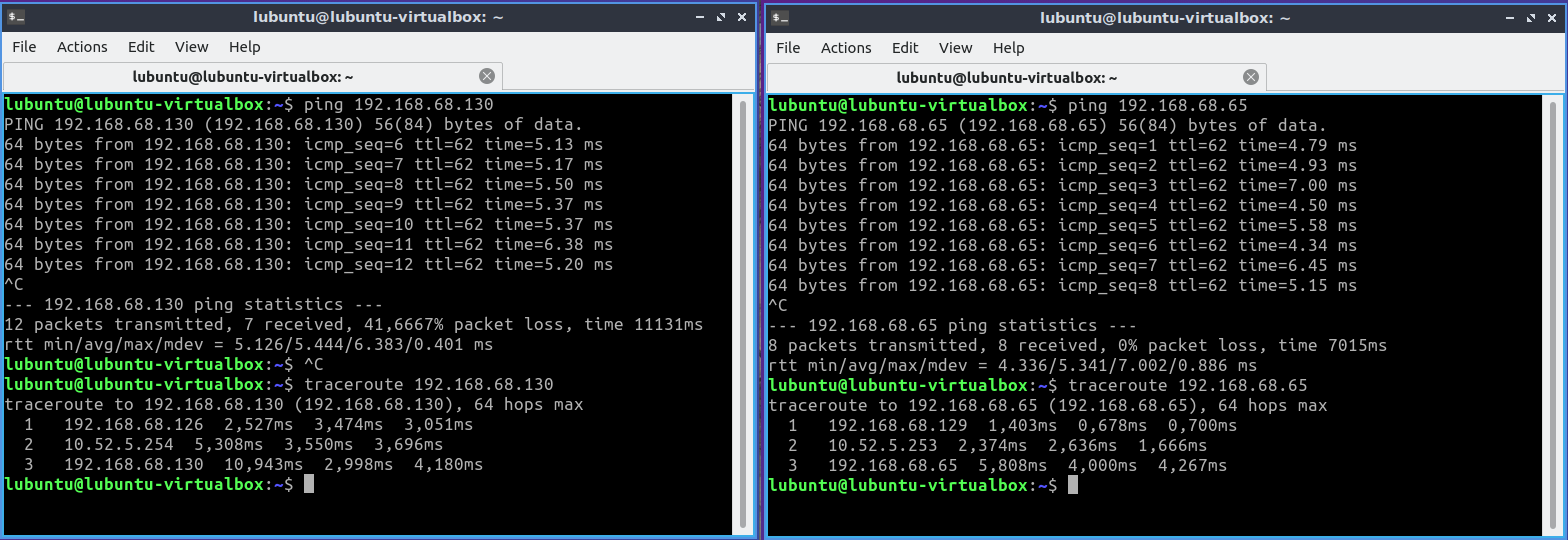 lubuntu@lubuntu-virtualbox: ~
File Actions Edit View Help
lubuntu@lubuntu-virtualbox: ~
lubuntu@lubuntu-virtualbox:~$ ping 192.168.68.130
PING 192.168.68.130 (192.168.68.130) 56(84) bytes of data.
64 bytes from 192.168.68.130: icmp_seq=6 ttl=62 time=5.13 ms
64 bytes from 192.168.68.130: icmp_seq=7 ttl=62 time=5.17 ms
64 bytes from 192.168.68.130: icmp_seq=8 ttl=62 time=5.50 ms
64 bytes from 192.168.68.130: icmp_seq=9 ttl=62 time=5.37 ms
64 bytes from 192.168.68.130: icmp_seq=10 ttl=62 time=5.37 ms
64 bytes from 192.168.68.130: icmp_seq=11 ttl=62 time=6.38 ms
64 bytes from 192.168.68.130: icmp_seq=12 ttl=62 time=5.20 ms
^C
--- 192.168.68.130 ping statistics ---
12 packets transmitted, 7 received, 41,6667% packet loss, time 11131ms
rtt min/avg/max/mdev = 5.126/5.444/6.383/0.401 ms
lubuntu@lubuntu-virtualbox:~$ ^C
lubuntu@lubuntu-virtualbox:~$ traceroute 192.168.68.130
traceroute to 192.168.68.130 (192.168.68.130), 64 hops max
1 192.168.68.126 2,527ms 3,474ms 3,051ms
2 10.52.5.254 5,308ms 3,550ms 3,696ms
3 192.168.68.130 10,943ms 2,998ms 4,180ms
lubuntu@lubuntu-virtualbox:~$
lubuntu@lubuntu-virtualbox: ~
File Actions Edit View Help
lubuntu@lubuntu-virtualbox: ~
lubuntu@lubuntu-virtualbox:~$ ping 192.168.68.65
PING 192.168.68.65 (192.168.68.65) 56(84) bytes of data.
64 bytes from 192.168.68.65: icmp_seq=1 ttl=62 time=4.79 ms
64 bytes from 192.168.68.65: icmp_seq=2 ttl=62 time=4.93 ms
64 bytes from 192.168.68.65: icmp_seq=3 ttl=62 time=7.00 ms
64 bytes from 192.168.68.65: icmp_seq=4 ttl=62 time=4.50 ms
64 bytes from 192.168.68.65: icmp_seq=5 ttl=62 time=5.58 ms
64 bytes from 192.168.68.65: icmp_seq=6 ttl=62 time=4.34 ms
64 bytes from 192.168.68.65: icmp_seq=7 ttl=62 time=6.45 ms
64 bytes from 192.168.68.65: icmp_seq=8 ttl=62 time=5.15 ms
^C
--- 192.168.68.65 ping statistics ---
8 packets transmitted, 8 received, 0% packet loss, time 7015ms
rtt min/avg/max/mdev = 4.336/5.341/7.002/0.886 ms
lubuntu@lubuntu-virtualbox:~$ traceroute 192.168.68.65
traceroute to 192.168.68.65 (192.168.68.65), 64 hops max
1 192.168.68.129 1,403ms 0,678ms 0,700ms
2 10.52.5.253 2,374ms 2,636ms 1,666ms
3 192.168.68.65 5,808ms 4,000ms 4,267ms
lubuntu@lubuntu-virtualbox:~$